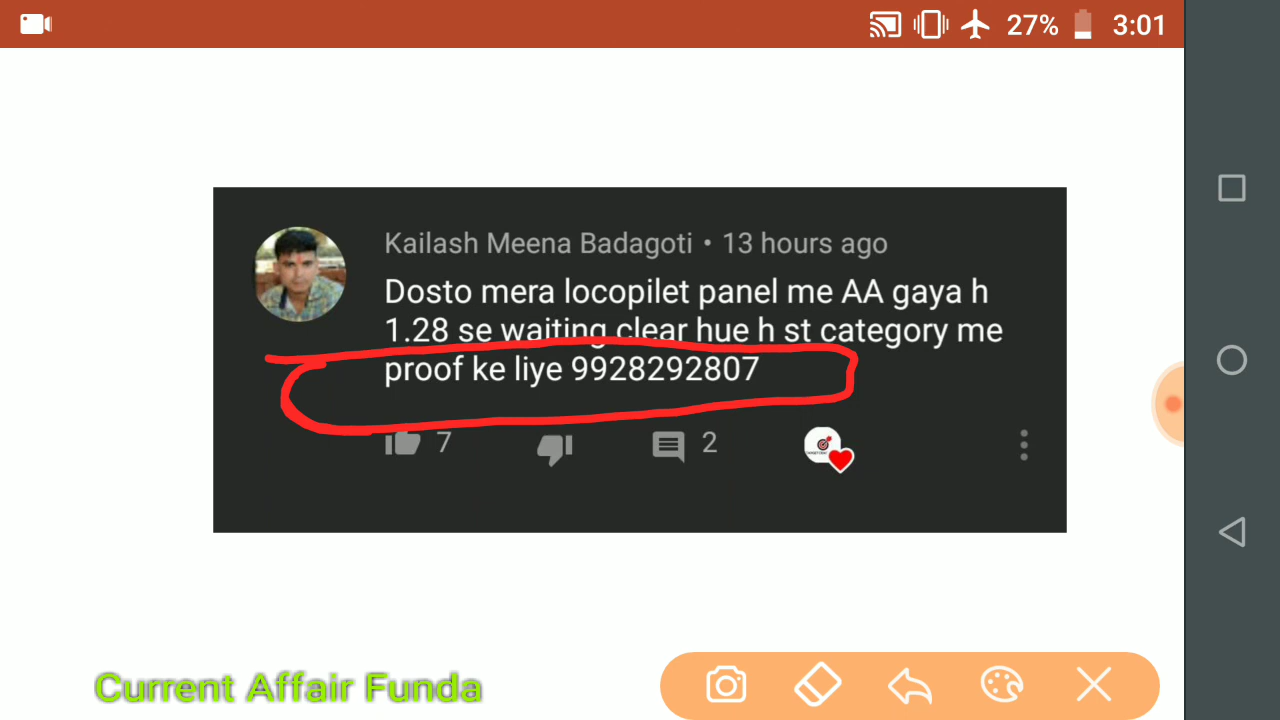 27% 3:01
Kailash Meena Badagoti • 13 hours ago
Dosto mera locopilet panel me AA gaya h
1.28 se waiting clear hue h st category me
proof ke liye 9928292807
7 2
Current Affair Funda